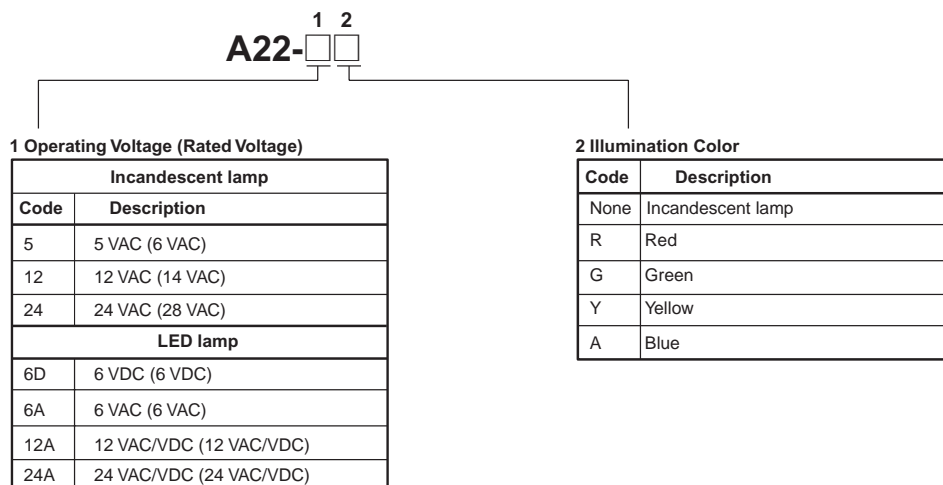 1 2
A22-□□
1 Operating Voltage (Rated Voltage)
Incandescent lamp
Code Description
5 5 VAC (6 VAC)
12 12 VAC (14 VAC)
24 24 VAC (28 VAC)
LED lamp
6D 6 VDC (6 VDC)
6A 6 VAC (6 VAC)
12A 12 VAC/VDC (12 VAC/VDC)
24A 24 VAC/VDC (24 VAC/VDC)
2 Illumination Color
Code Description
None Incandescent lamp
R Red
G Green
Y Yellow
A Blue